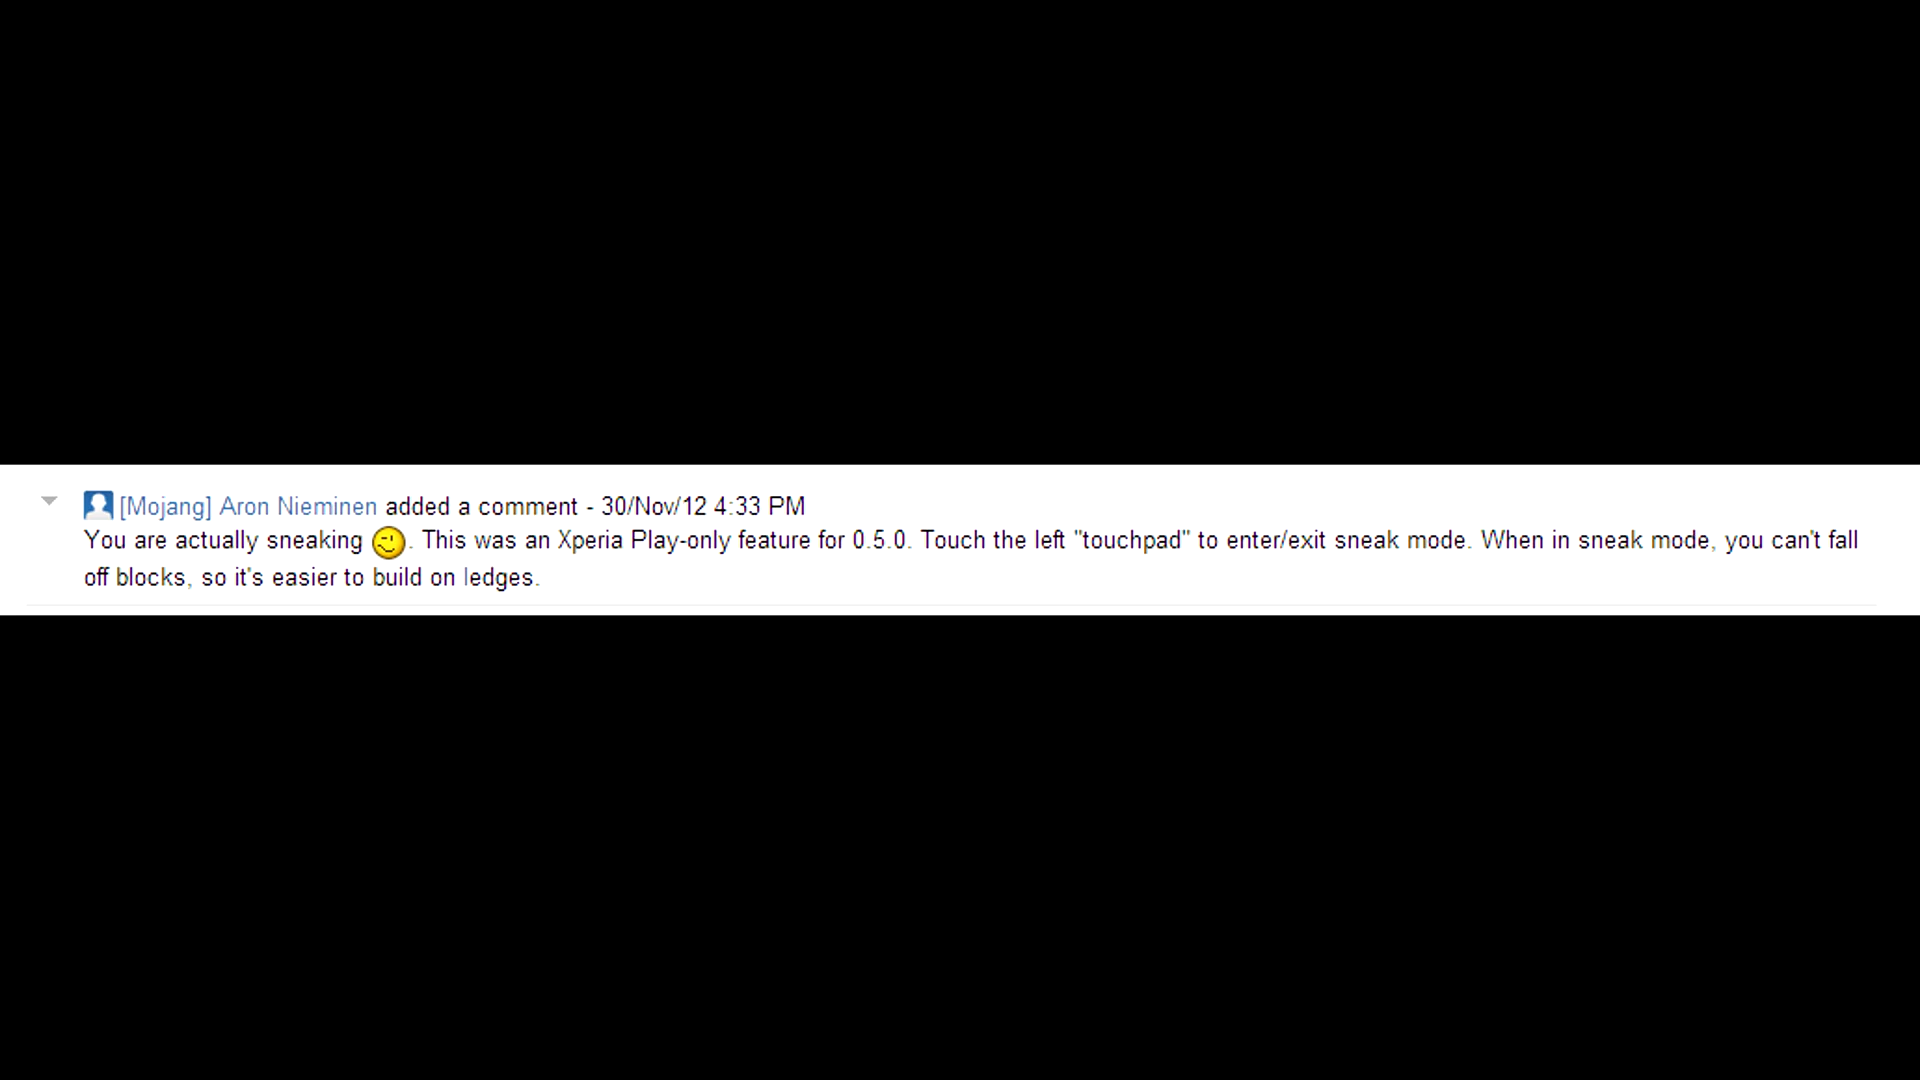 [Mojang] Aron Nieminen added a comment - 30/Nov/12 4:33 PM
You are actually sneaking . This was an Xperia Play-only feature for 0.5.0. Touch the left "touchpad" to enter/exit sneak mode. When in sneak mode, you can't fall
off blocks, so it's easier to build on ledges.